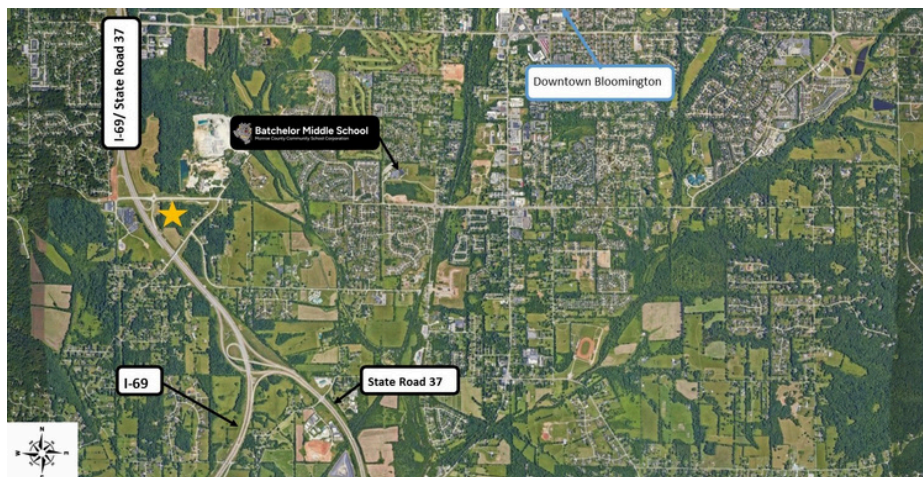 I-69/ State Road 37
Downtown Bloomington
Batchelor Middle School
Monroe County Community School Corporation
I-69
State Road 37
N
W E
S